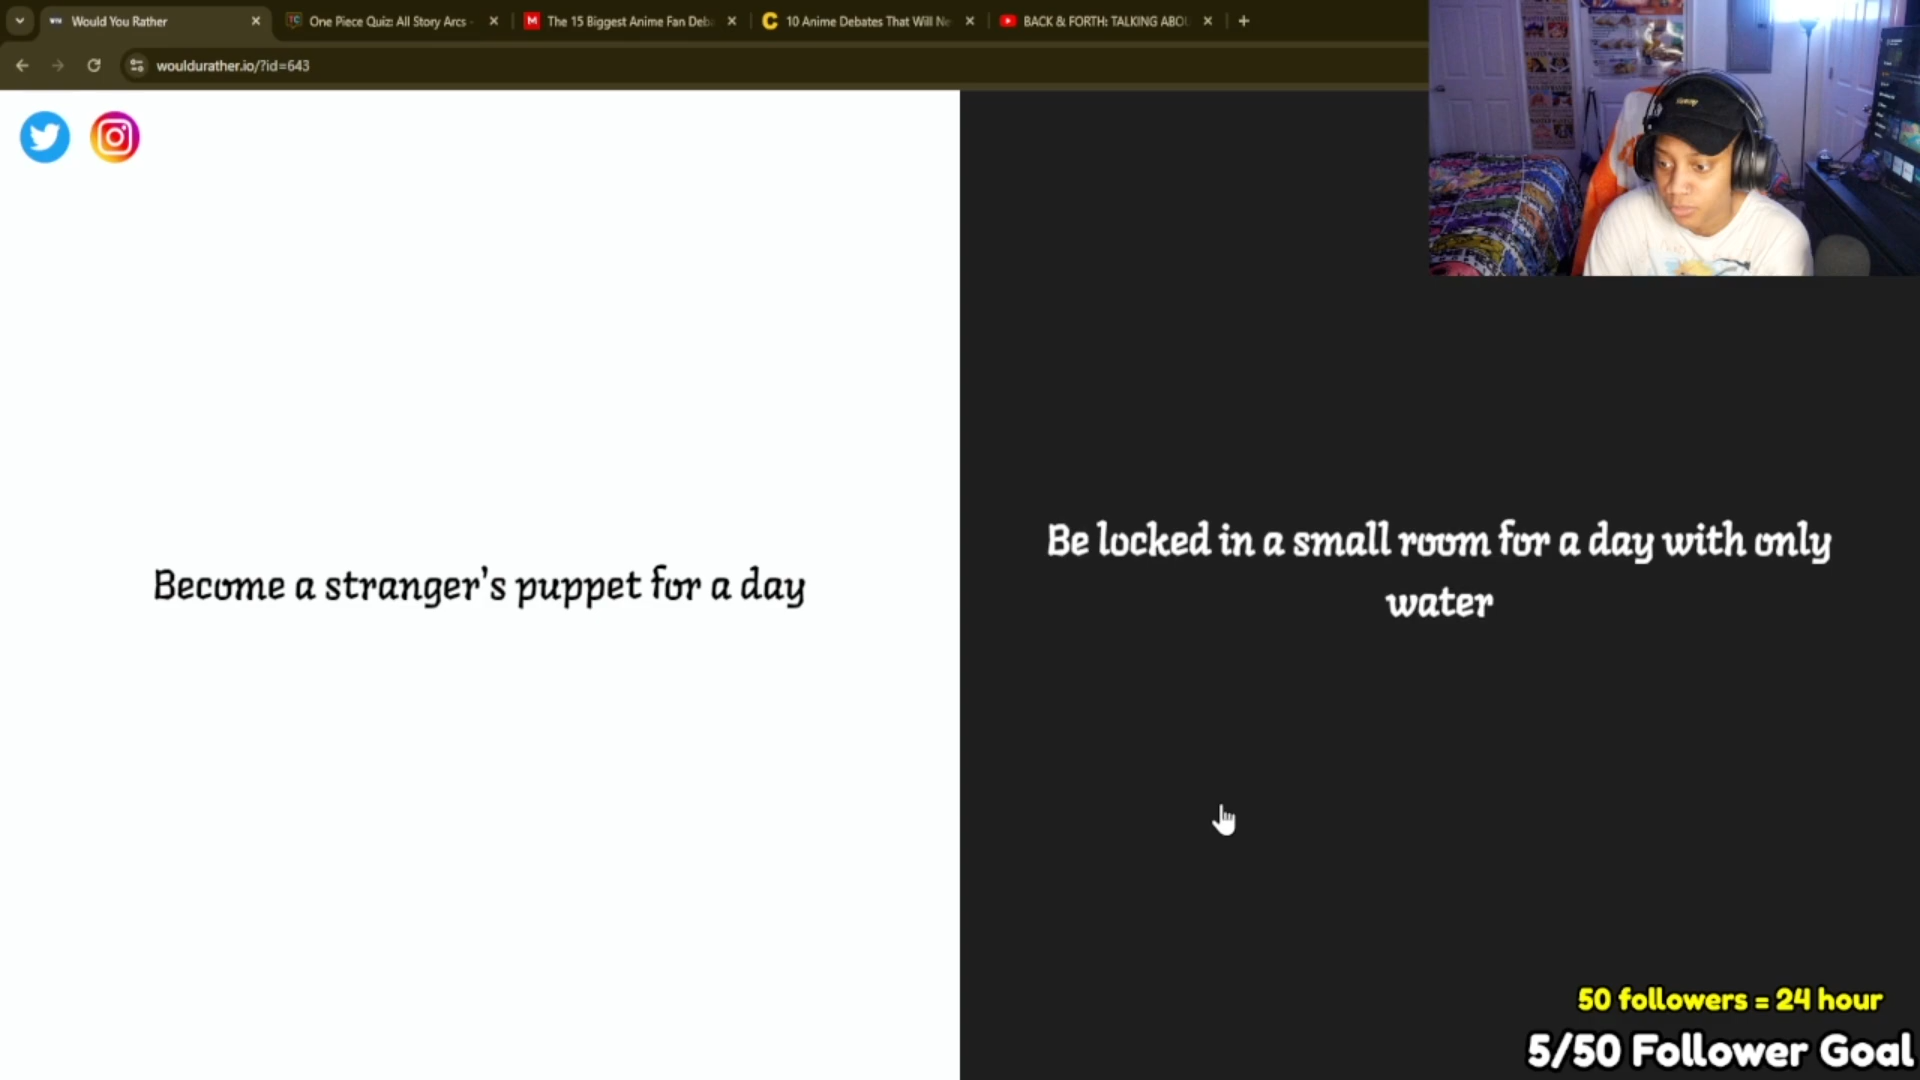 Would You Rather
One Piece Quiz: All Story Arcs -
The 15 Biggest Anime Fan Deb
10 Anime Debates That Will Ne
BACK & FORTH: TALKING ABO
wouldurather.io/?id=643
Become a stranger's puppet for a day
Be locked in a small room for a day with only
water
50 followers = 24 hour
5/50 Follower Goal